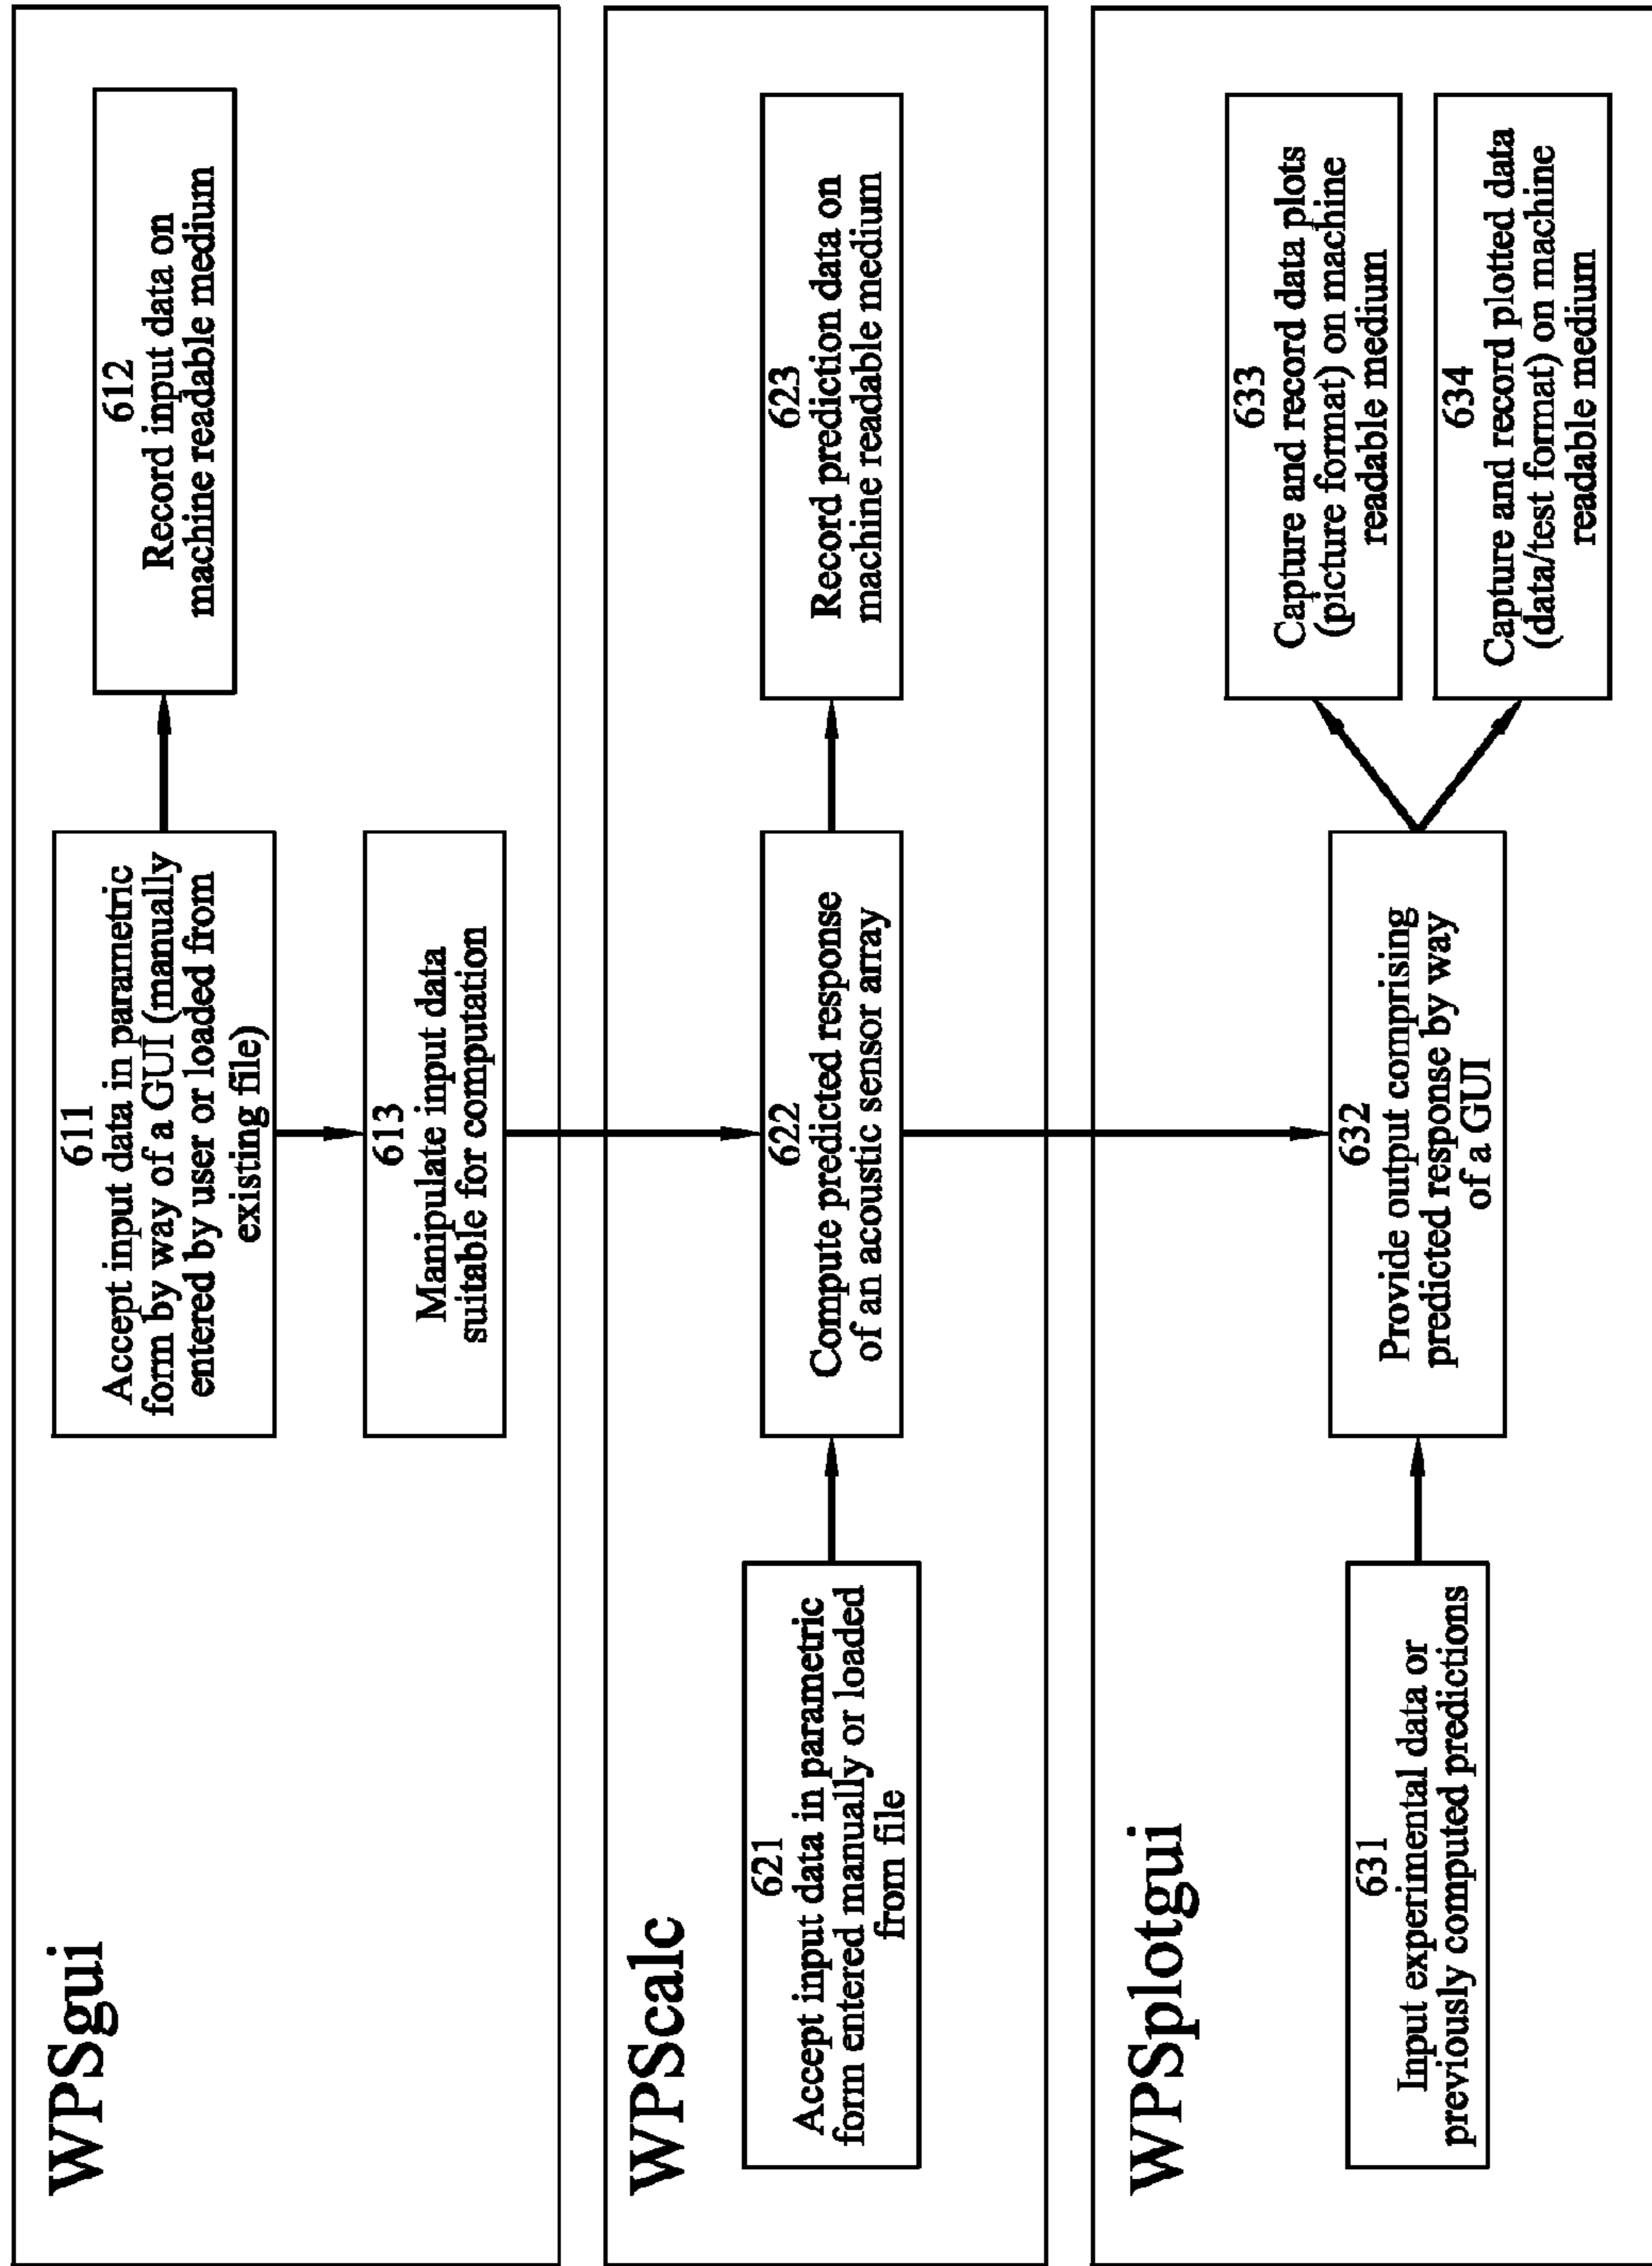 WPSgui
611
Accept input data in parametric
form by way of a GUI (manually
entered by user or loaded from
existing file)
612
Record input data on
machine readable medium
613
Manipulate input data
suitable for computation
WPScalc
621
Accept input data in parametric
form entered manually or loaded
from file
622
Compute predicted response
of an acoustic sensor array
623
Record prediction data on
machine readable medium
WPSplotgui
631
Input experimental data or
previously computed predictions
632
Provide output comprising
predicted response by way
of a GUI
633
Capture and record data plots
(picture format) on machine
readable medium
634
Capture and record plotted data
(data/test format) on machine
readable medium